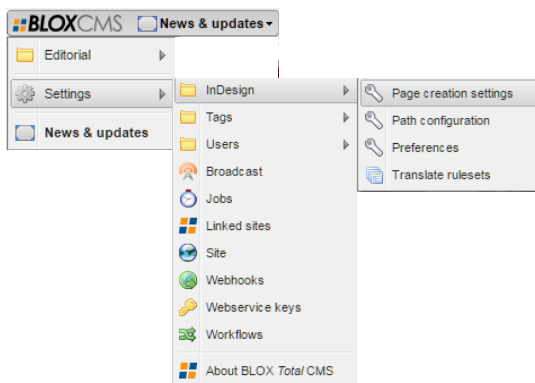 BLOXCMS News & updates
Editorial
Settings
News & updates
InDesign
Tags
Users
Broadcast
Jobs
Linked sites
Site
Webhooks
Webservice keys
Workflows
About BLOX Total CMS
Page creation settings
Path configuration
Preferences
Translate rulesets